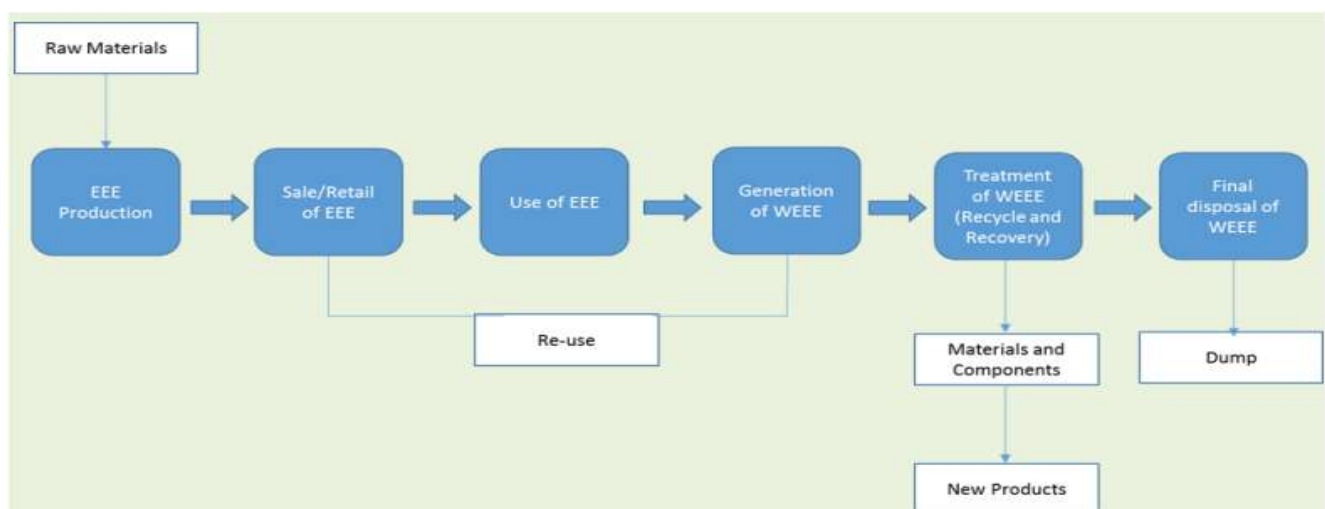 Raw Materials
EEE
Production
Sale/Retail
of EEE
Use of EEE
Generation
of WEEE
Treatment
of WEEE
(Recycle and
Recovery)
Final
disposal of
WEEE
Re-use
Materials and
Components
Dump
New Products